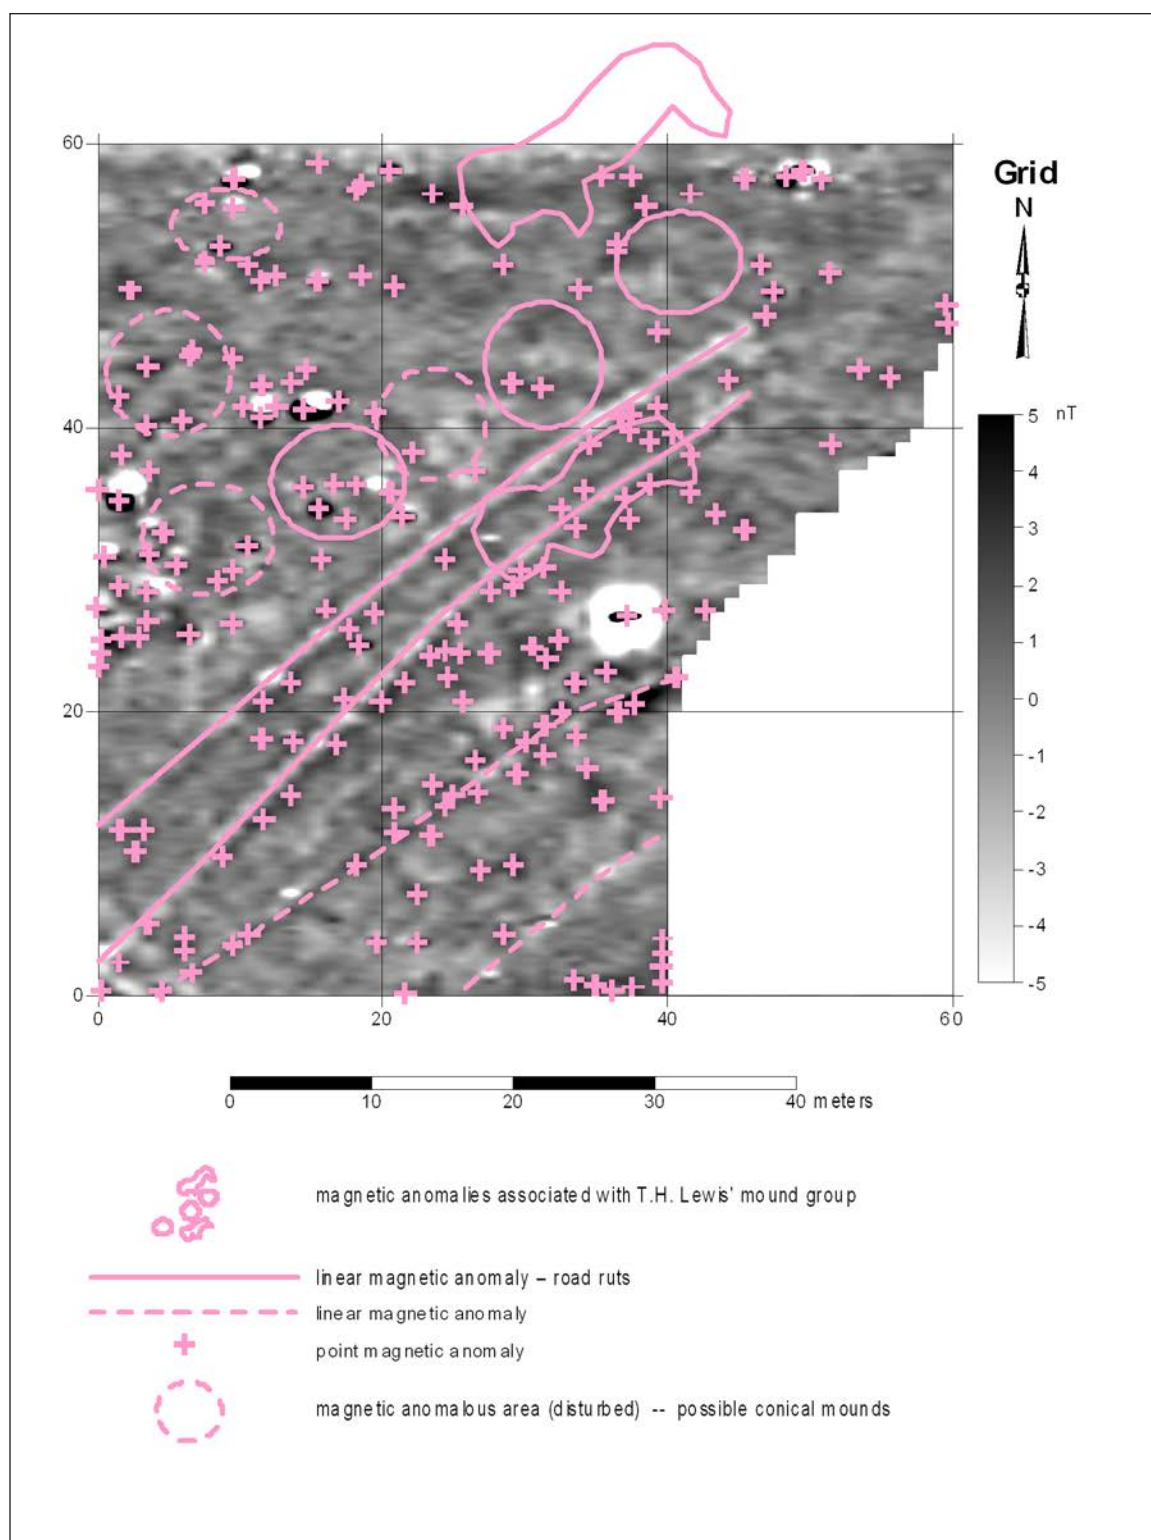 Grid
N
60
40
20
0
0
20
40
60
5 nT
4
3
2
1
0
-1
-2
-3
-4
-5
0 10 20 30 40 meters
magnetic anomalies associated with T.H. Lewis' mound group
linear magnetic anomaly – road ruts
linear magnetic anomaly
point magnetic anomaly
magnetic anomalous area (disturbed) -- possible conical mounds